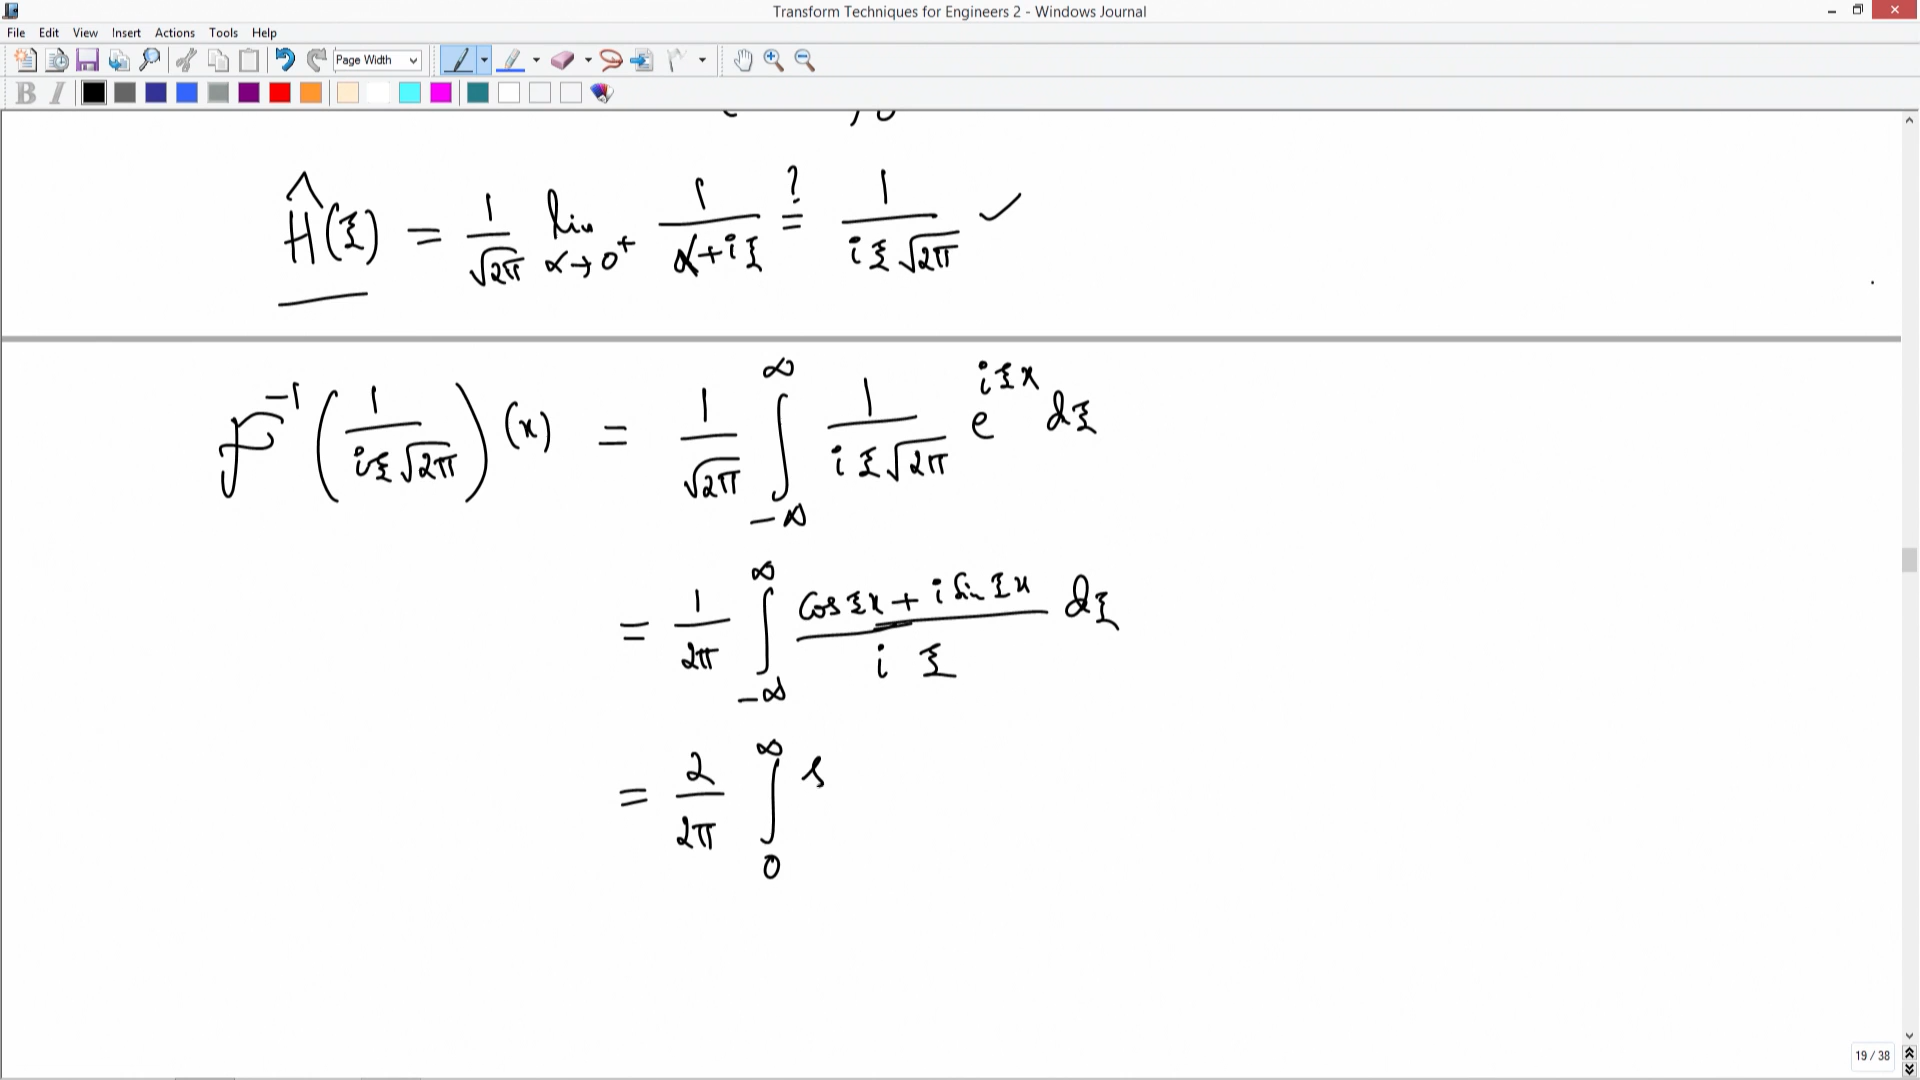 Transform Techniques for Engineers 2 - Windows Journal
File Edit View Insert Actions Tools Help
Page Width
B I
Ĥ(ξ) = 1/√2π lim α→0⁺ 1/(α+iξ) ≟ 1/(iξ√2π) ✓
F⁻¹(1/(iξ√2π))(x) = 1/√2π ∫_{-∞}^{∞} 1/(iξ√2π) e^{iξx} dξ
= 1/2π ∫_{-∞}^{∞} (cos ξx + i sin ξx)/(i ξ) dξ
= 2/2π ∫_0^∞ s
19 / 38